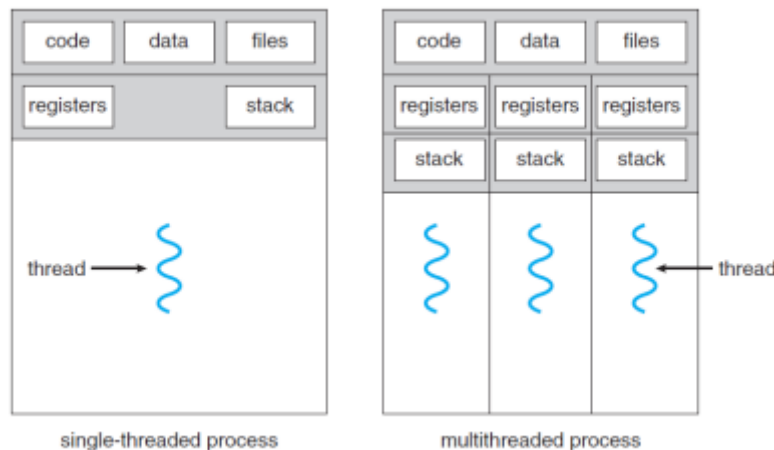 code data files
registers stack
thread
single-threaded process
code data files
registers registers registers
stack stack stack
thread
multithreaded process